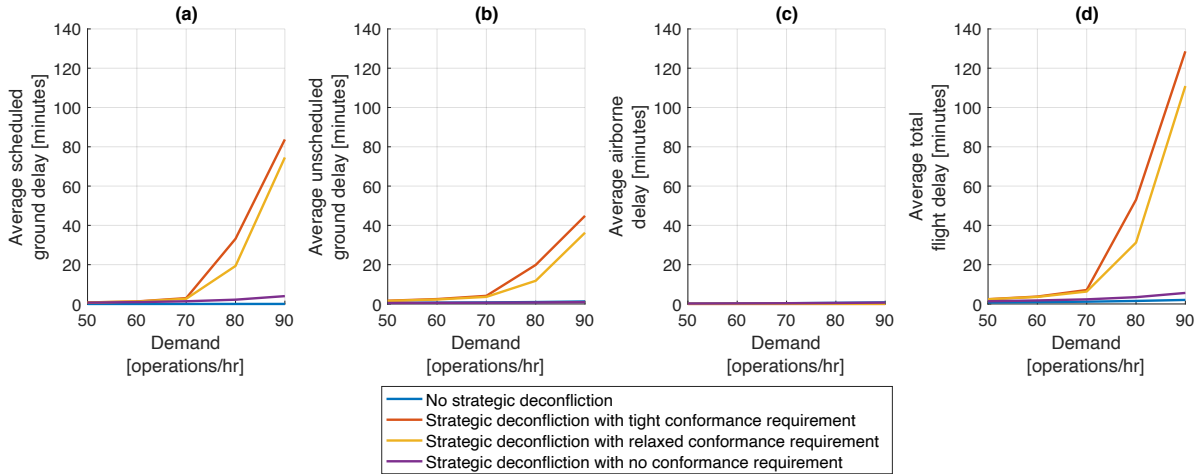 (a)
140
120
100
80
60
40
20
0
50
60
70
80
90
Average scheduled
ground delay [minutes]
Demand
[operations/hr]
(b)
140
120
100
80
60
40
20
0
50
60
70
80
90
Average unscheduled
ground delay [minutes]
Demand
[operations/hr]
(c)
140
120
100
80
60
40
20
0
50
60
70
80
90
Average airborne
delay [minutes]
Demand
[operations/hr]
(d)
140
120
100
80
60
40
20
0
50
60
70
80
90
Average total
flight delay [minutes]
Demand
[operations/hr]
No strategic deconfliction
Strategic deconfliction with tight conformance requirement
Strategic deconfliction with relaxed conformance requirement
Strategic deconfliction with no conformance requirement